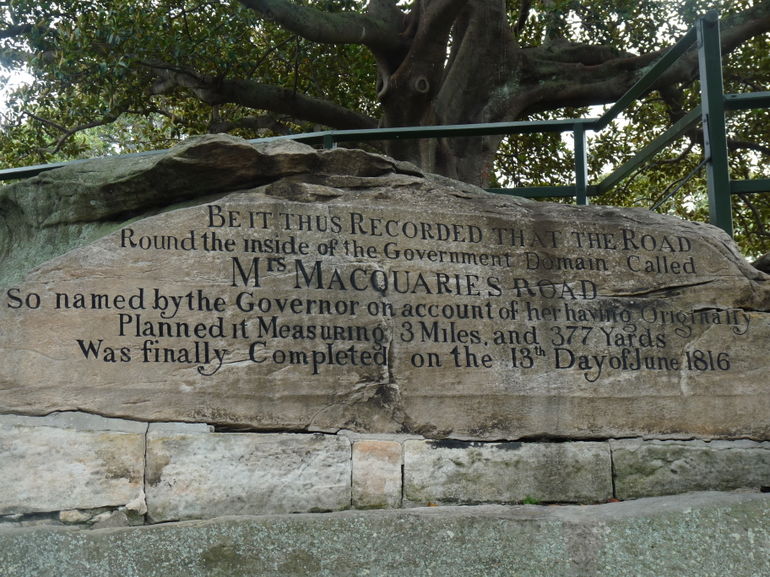 BE IT THUS RECORDED THAT THE ROAD
Round the inside of the Government Domain Called
Mrs MACQUARIES ROAD
So named by the Governor on account of her having Originally
Planned it Measuring 3 Miles, and 377 Yards
Was finally Completed on the 13th Day of June 1816